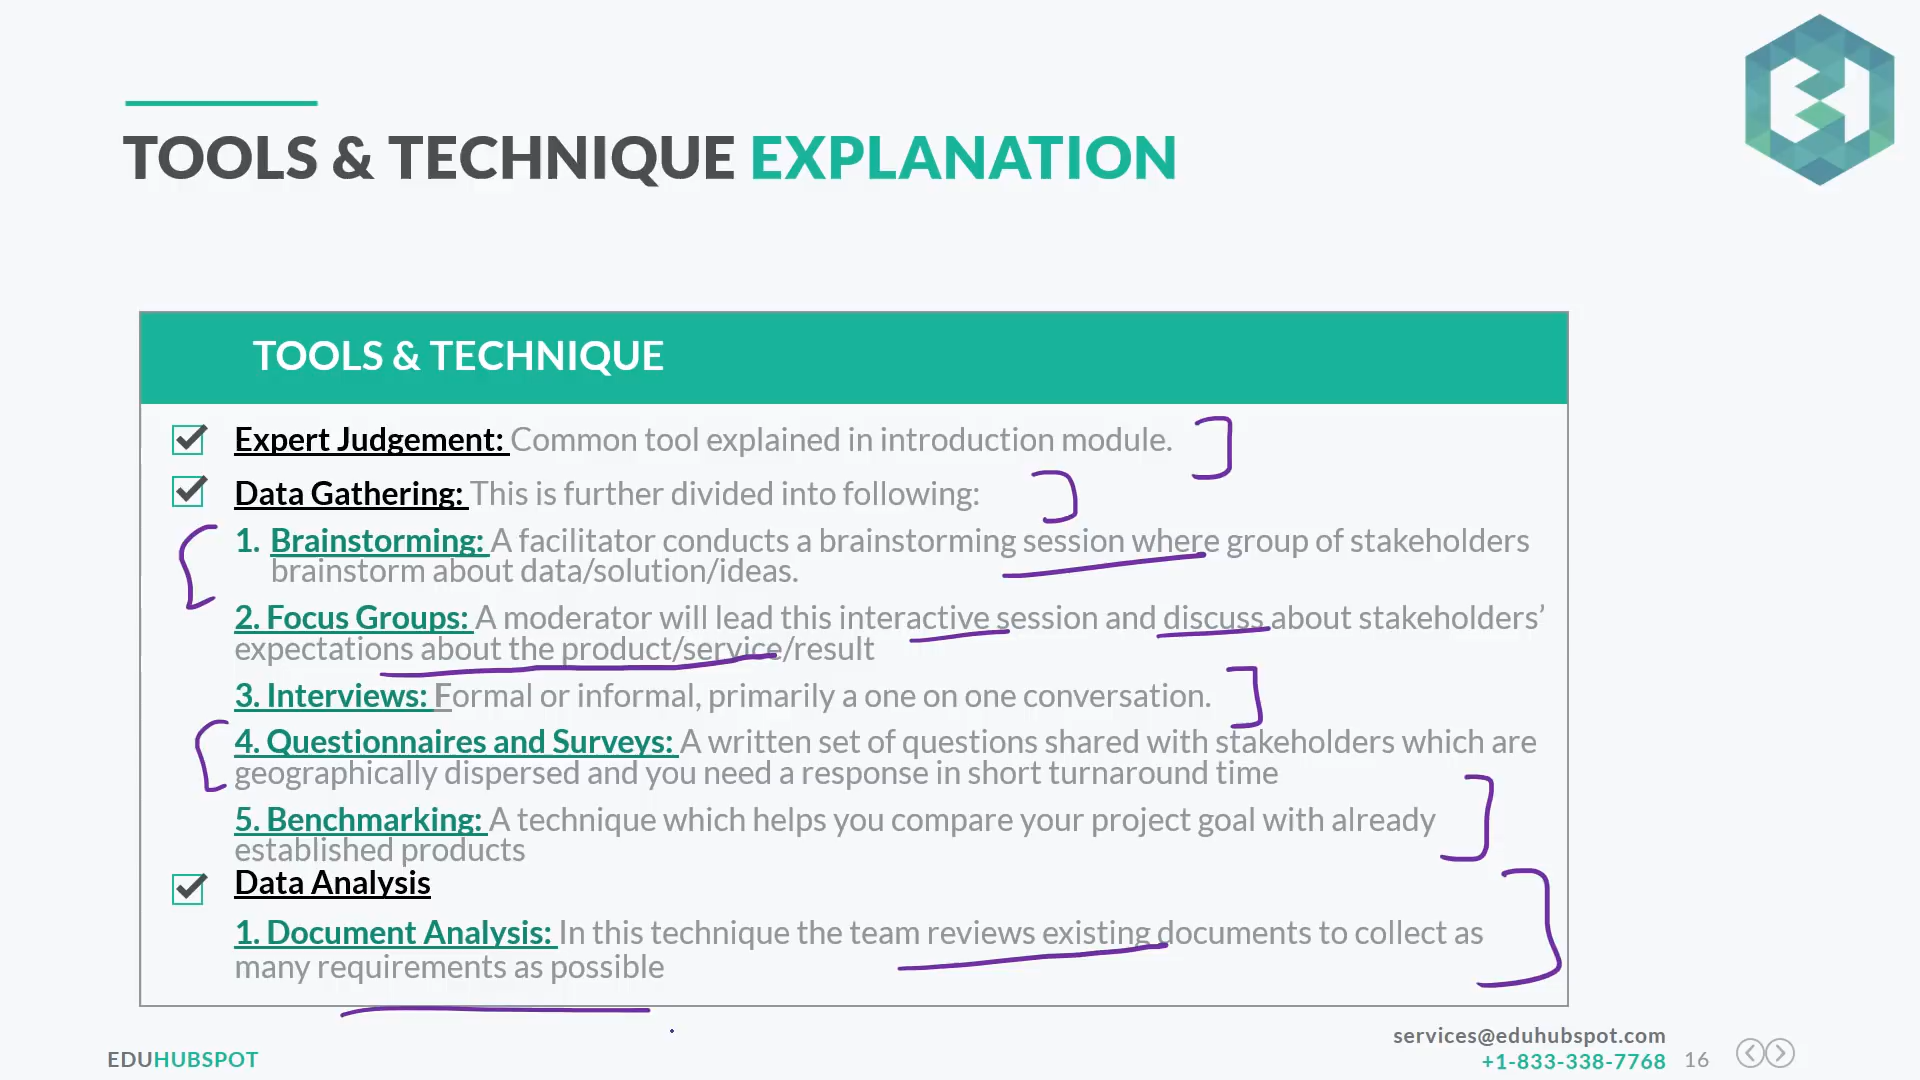 TOOLS & TECHNIQUE EXPLANATION
TOOLS & TECHNIQUE
Expert Judgement: Common tool explained in introduction module.
Data Gathering: This is further divided into following:
1. Brainstorming: A facilitator conducts a brainstorming session where group of stakeholders
brainstorm about data/solution/ideas.
2. Focus Groups: A moderator will lead this interactive session and discuss about stakeholders’
expectations about the product/service/result
3. Interviews: Formal or informal, primarily a one on one conversation.
4. Questionnaires and Surveys: A written set of questions shared with stakeholders which are
geographically dispersed and you need a response in short turnaround time
5. Benchmarking: A technique which helps you compare your project goal with already
established products
Data Analysis
1. Document Analysis: In this technique the team reviews existing documents to collect as
many requirements as possible
EDUHUBSPOT
services@eduhubspot.com
+1-833-338-7768
16